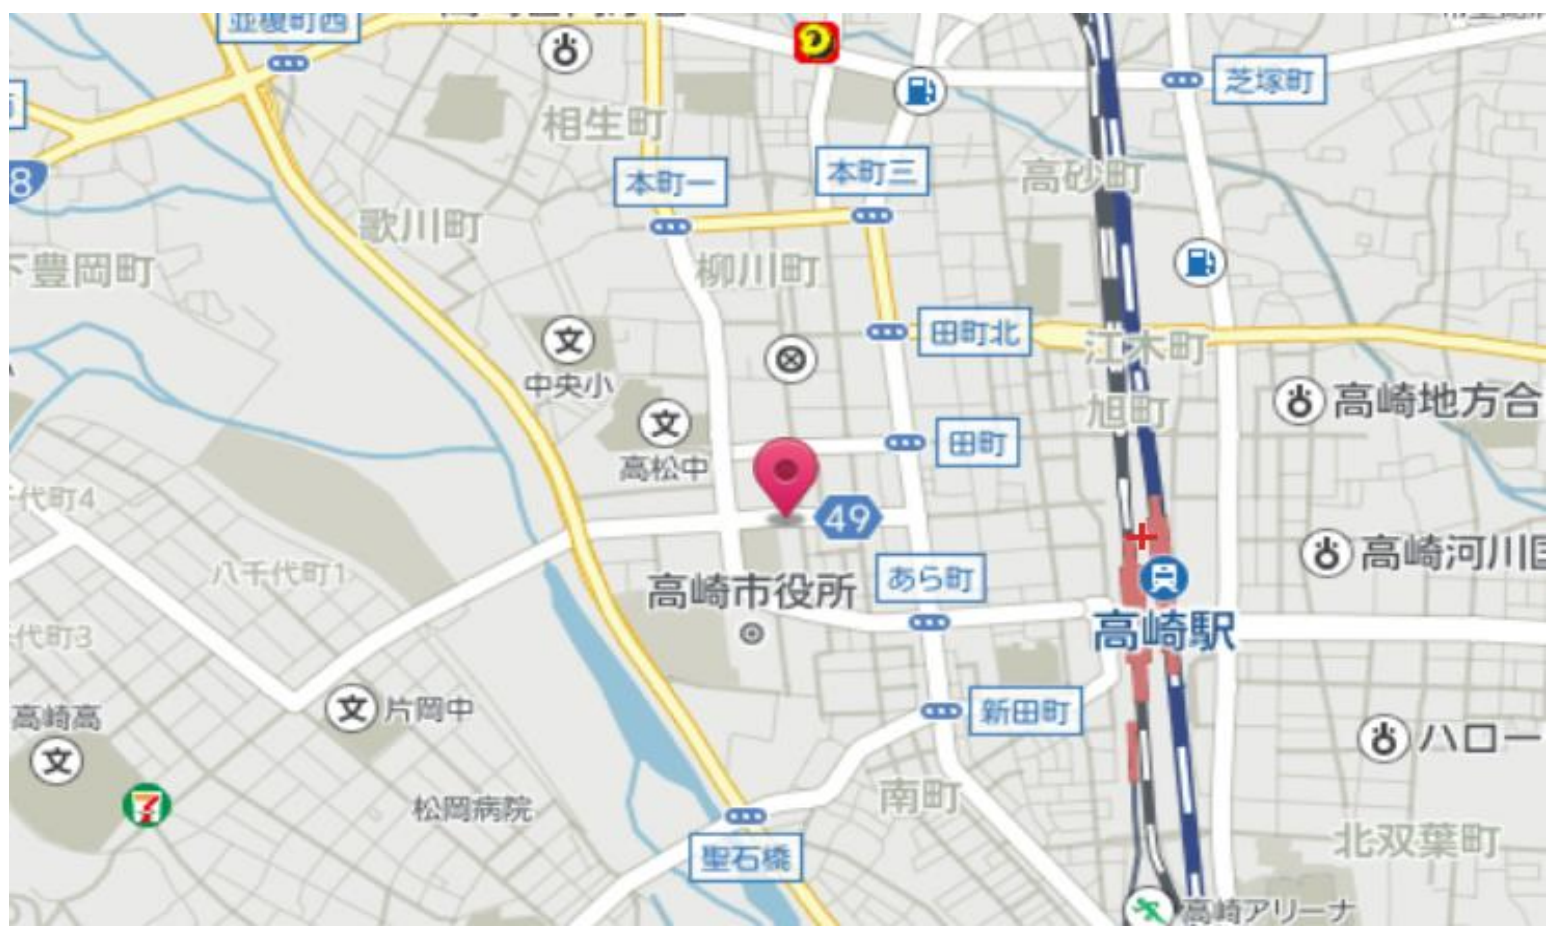 並榎町西
芝塚町
相生町
本町一
本町三
高砂町
8
歌川町
下豊岡町
柳川町
田町北
江木町
文
中央小
旭町
高崎地方合
文
高松中
田町
千代町4
49
高崎河川国
八千代町1
高崎市役所
あら町
高崎駅
千代町3
高崎高
文
文
片岡中
新田町
ハロー
7
松岡病院
南町
北双葉町
聖石橋
高崎アリーナ